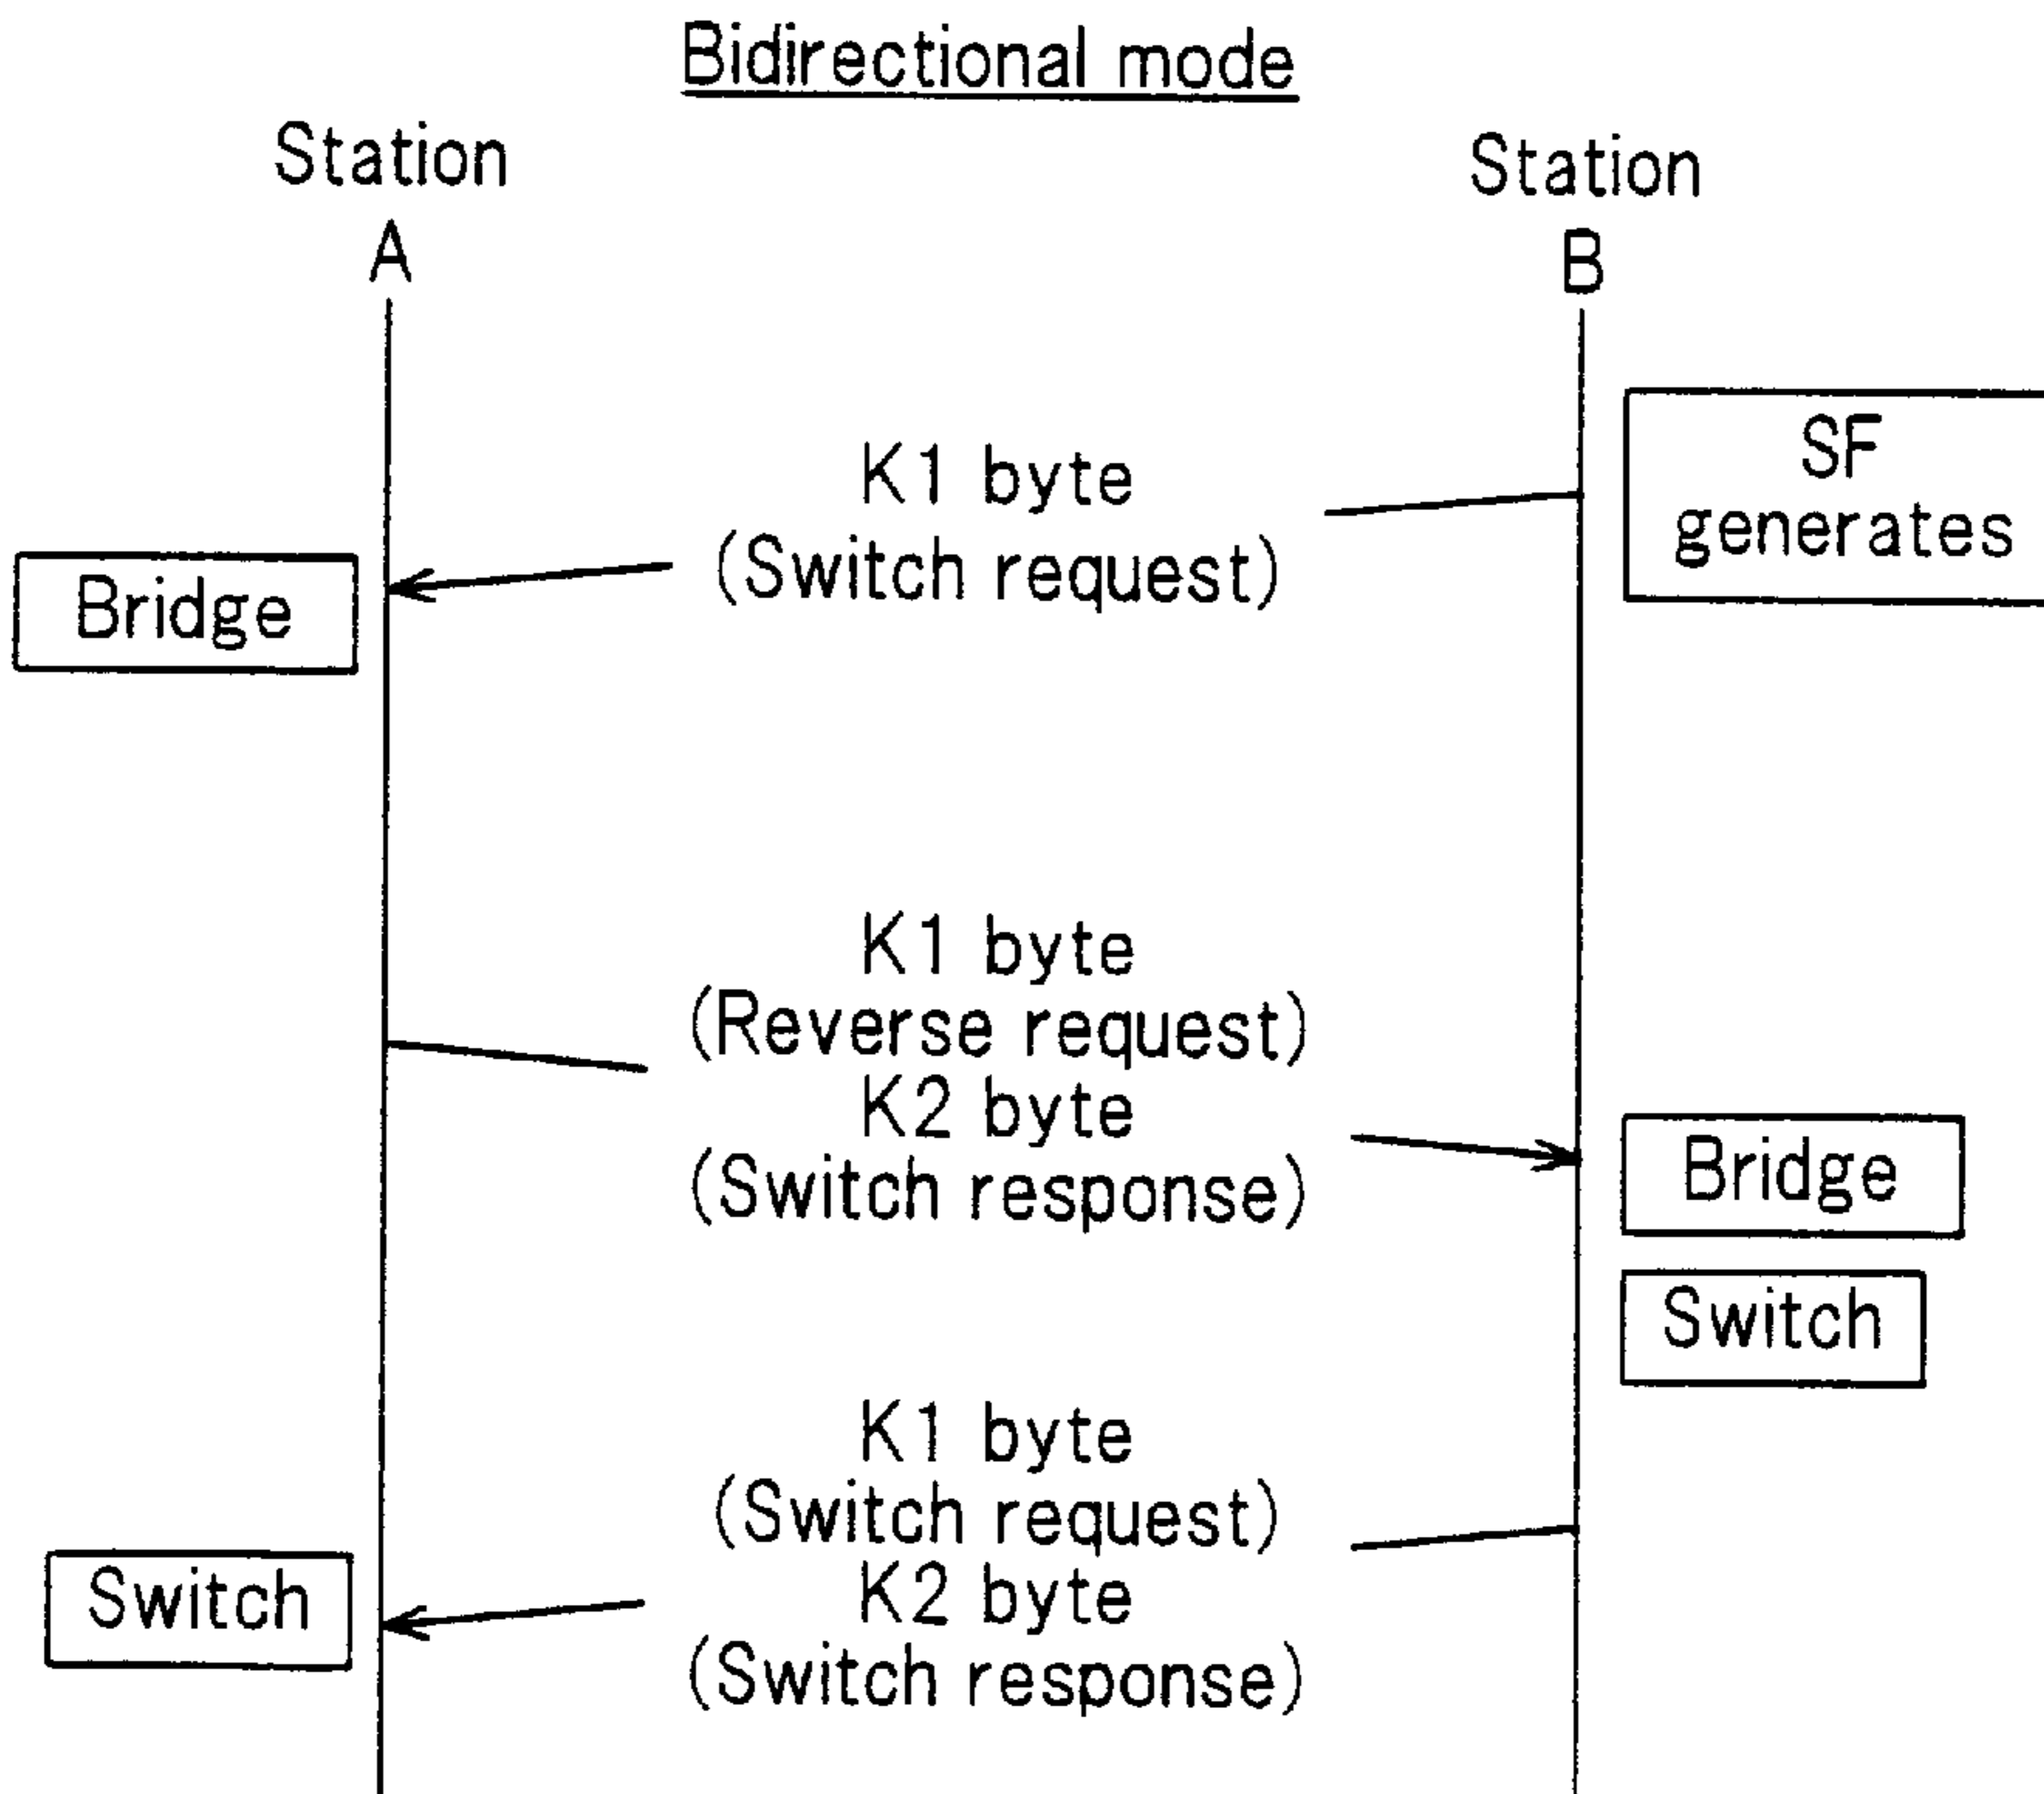 Bidirectional mode
Station
A
Station
B
SF
generates
K1 byte
(Switch request)
Bridge
K1 byte
(Reverse request)
K2 byte
(Switch response)
Bridge
Switch
K1 byte
(Switch request)
K2 byte
(Switch response)
Switch